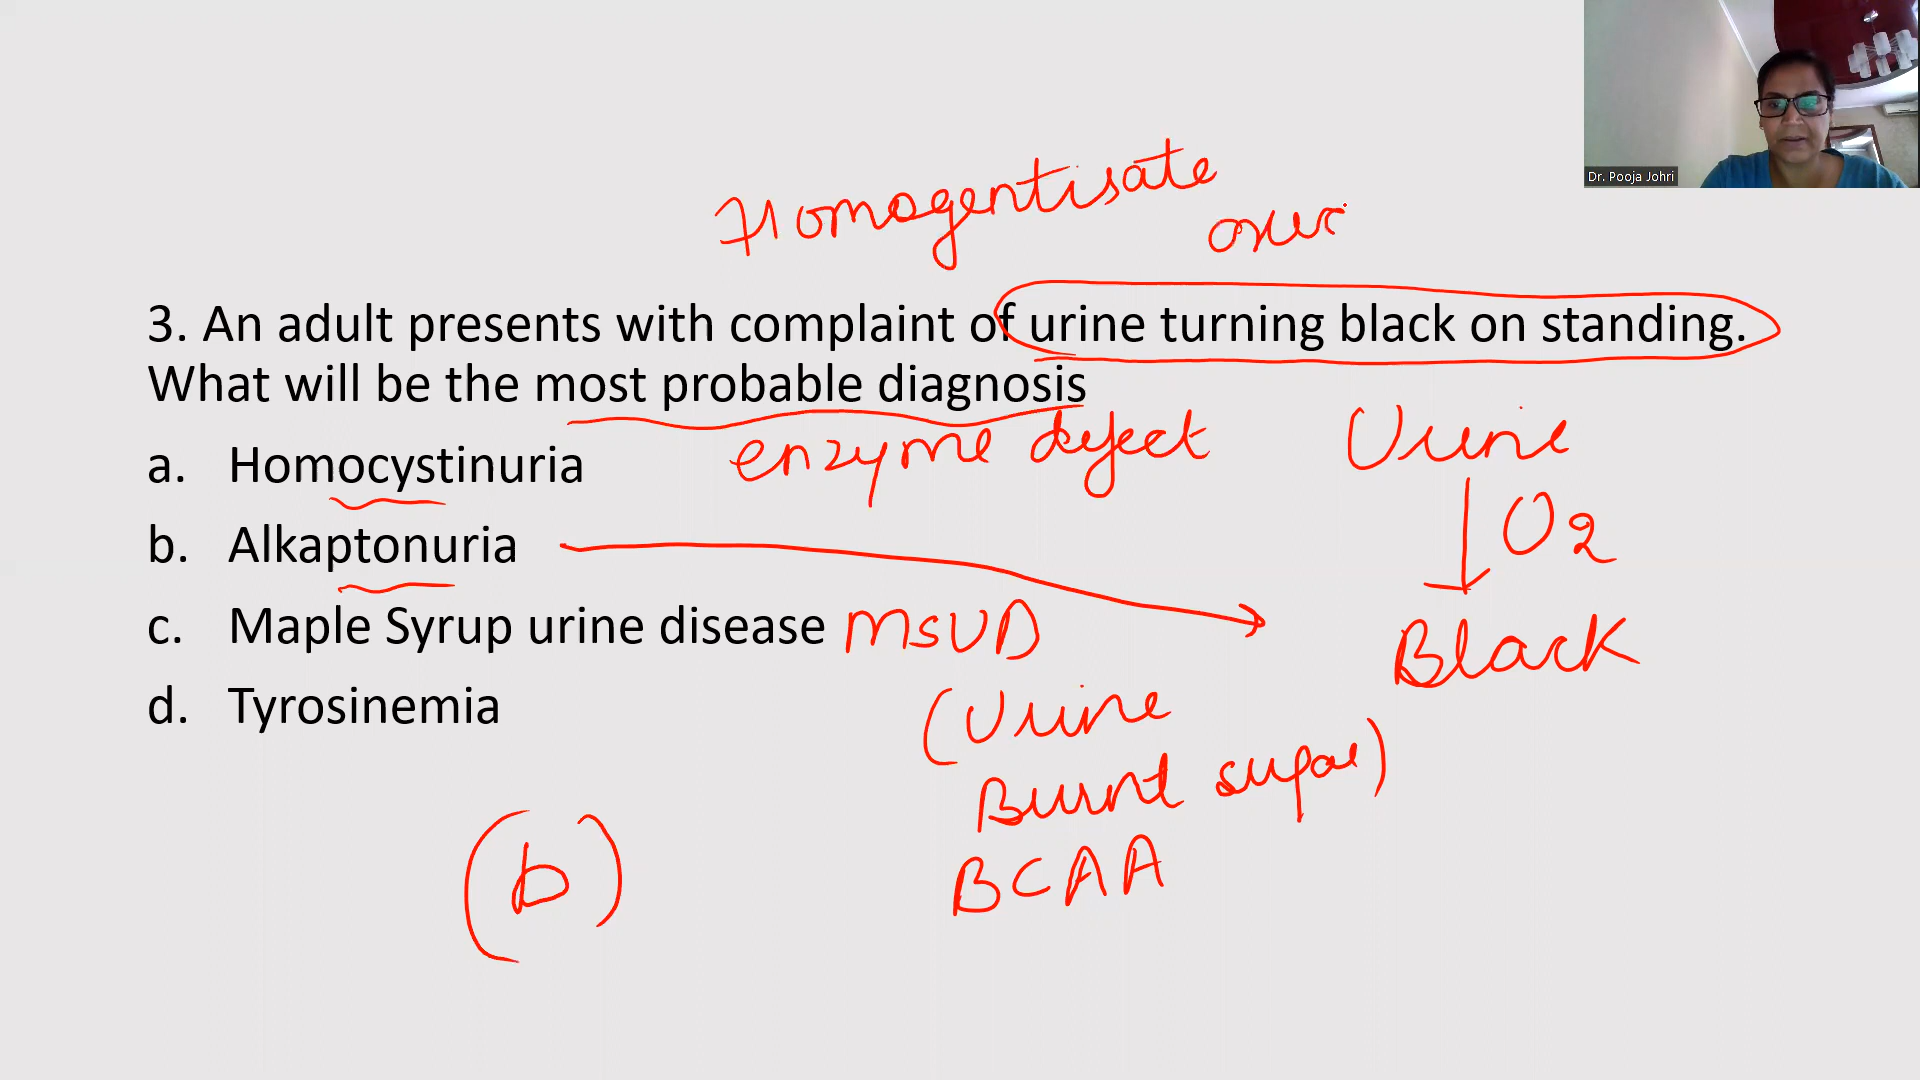 Dr. Pooja Johri
Homogentisate
3. An adult presents with complaint of urine turning black on standing.
What will be the most probable diagnosis
enzyme defect
Urine
a. Homocystinuria
O2
b. Alkaptonuria
c. Maple Syrup urine disease MSUD
Black
d. Tyrosinemia
(Urine
Burnt sugar)
(b)
BCAA